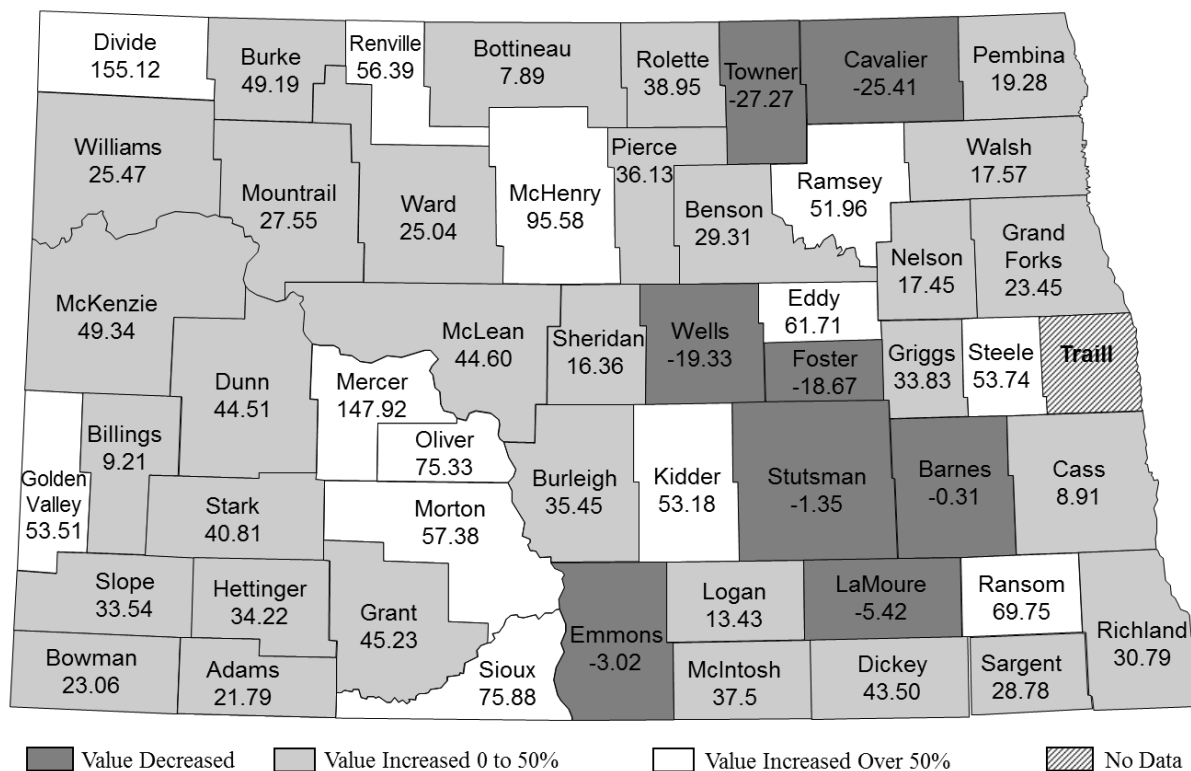 Divide
155.12
Burke
49.19
Renville
56.39
Bottineau
7.89
Rolette
38.95
Towner
-27.27
Cavalier
-25.41
Pembina
19.28
Williams
25.47
Mountrail
27.55
Ward
25.04
McHenry
95.58
Pierce
36.13
Benson
29.31
Ramsey
51.96
Walsh
17.57
Nelson
17.45
Grand
Forks
23.45
McKenzie
49.34
Dunn
44.51
McLean
44.60
Mercer
147.92
Oliver
75.33
Sheridan
16.36
Wells
-19.33
Eddy
61.71
Foster
-18.67
Griggs
33.83
Steele
53.74
Traill
Golden
Valley
53.51
Billings
9.21
Stark
40.81
Morton
57.38
Burleigh
35.45
Kidder
53.18
Stutsman
-1.35
Barnes
-0.31
Cass
8.91
Slope
33.54
Hettinger
34.22
Grant
45.23
Bowman
23.06
Adams
21.79
Sioux
75.88
Emmons
-3.02
Logan
13.43
LaMoure
-5.42
Ransom
69.75
Richland
30.79
McIntosh
37.5
Dickey
43.50
Sargent
28.78
Value Decreased
Value Increased 0 to 50%
Value Increased Over 50%
No Data